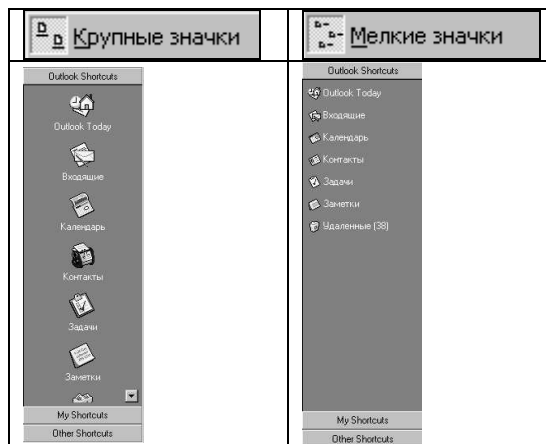 Крупные значки
Outlook Shortcuts
Outlook Today
Входящие
Календарь
Контакты
Задачи
Заметки
My Shortcuts
Other Shortcuts
Мелкие значки
Outlook Shortcuts
Outlook Today
Входящие
Календарь
Контакты
Задачи
Заметки
Удаленные (38)
My Shortcuts
Other Shortcuts